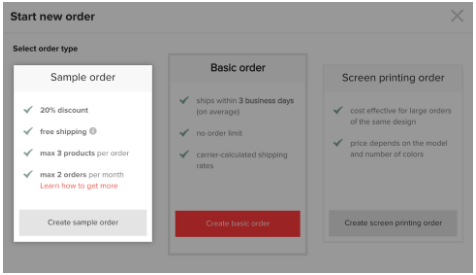 Start new order
Select order type
Sample order
20% discount
free shipping
max 3 products per order
max 2 orders per month
Learn how to get more
Create sample order
Basic order
ships within 3 business days
(on average)
no order limit
carrier-calculated shipping
rates
Create basic order
Screen printing order
cost effective for large orders
of the same design
price depends on the model
and number of colors
Create screen printing order